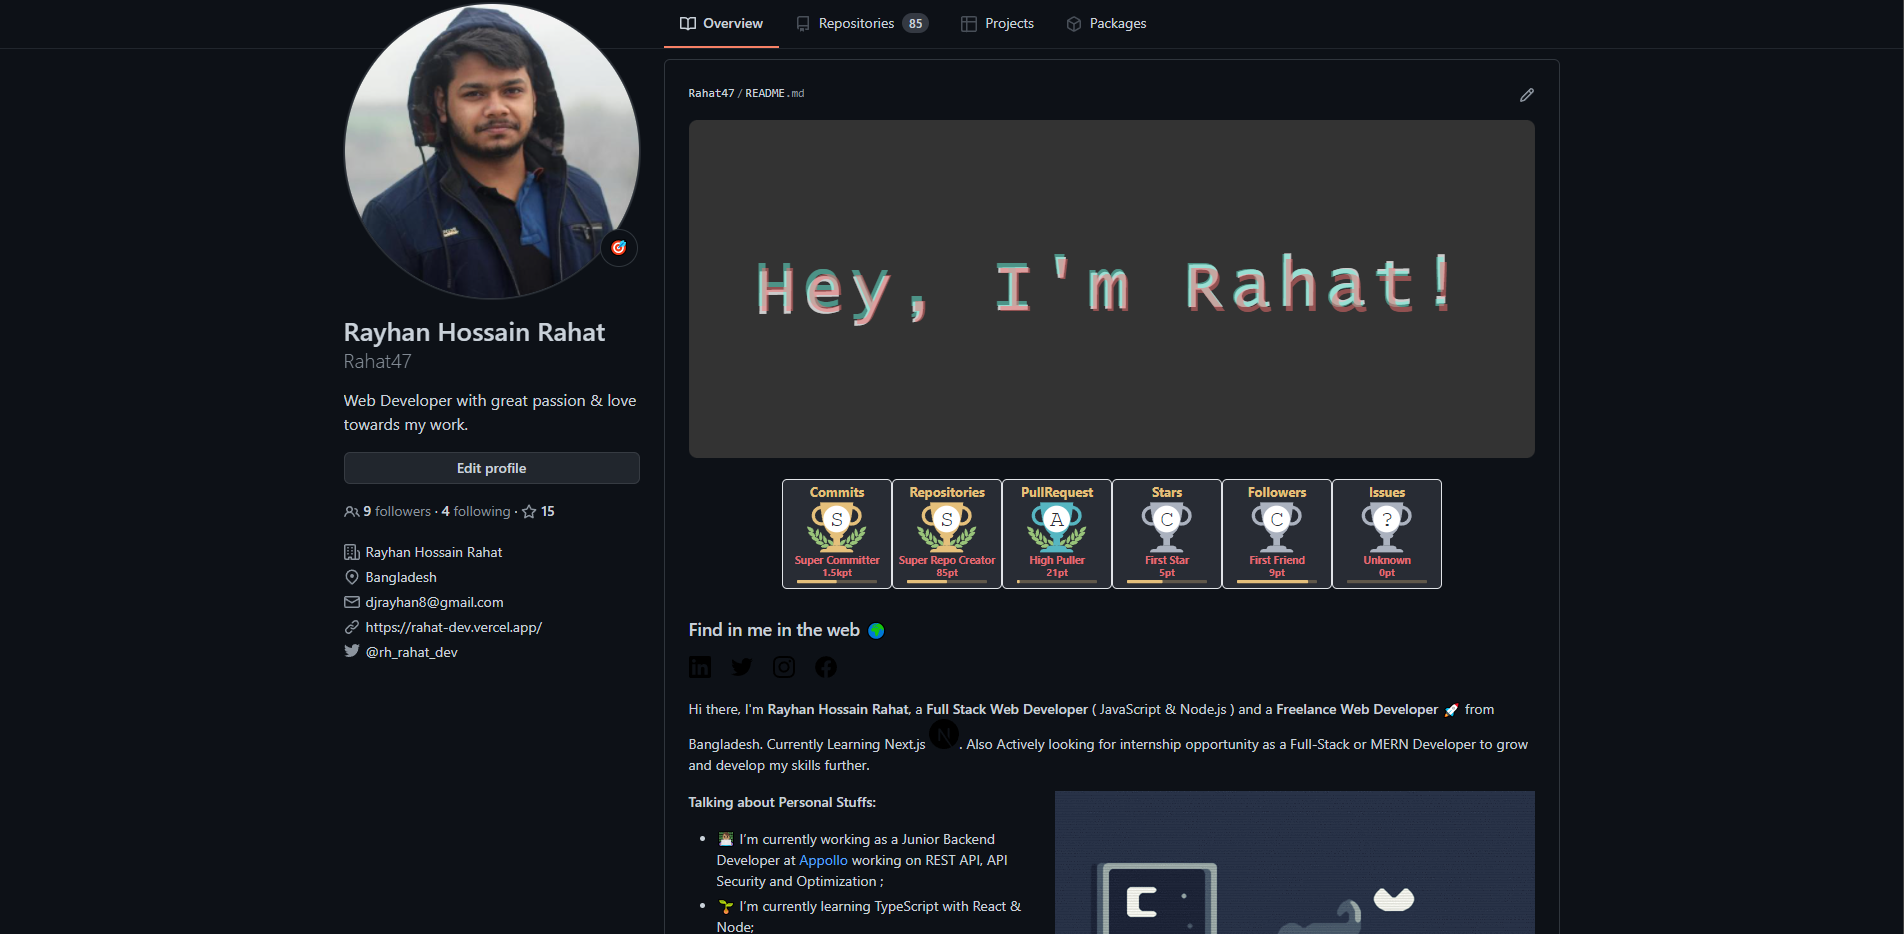 Overview
Repositories 85
Projects
Packages
Rayhan Hossain Rahat
Rahat47
Web Developer with great passion & love
towards my work.
Edit profile
9 followers · 4 following · 15
Rayhan Hossain Rahat
Bangladesh
djrayhan8@gmail.com
https://rahat-dev.vercel.app/
@rh_rahat_dev
Rahat47 / README.md
Hey, I'm Rahat!
Commits
S
Super Committer
1.5kpt
Repositories
S
Super Repo Creator
85pt
PullRequest
A
High Puller
21pt
Stars
C
First Star
5pt
Followers
C
First Friend
9pt
Issues
?
Unknown
0pt
Find in me in the web
Hi there, I'm Rayhan Hossain Rahat, a Full Stack Web Developer ( JavaScript & Node.js ) and a Freelance Web Developer 🚀 from
Bangladesh. Currently Learning Next.js N . Also Actively looking for internship opportunity as a Full-Stack or MERN Developer to grow
and develop my skills further.
Talking about Personal Stuffs:
I'm currently working as a Junior Backend
Developer at Appollo working on REST API, API
Security and Optimization ;
I'm currently learning TypeScript with React &
Node;